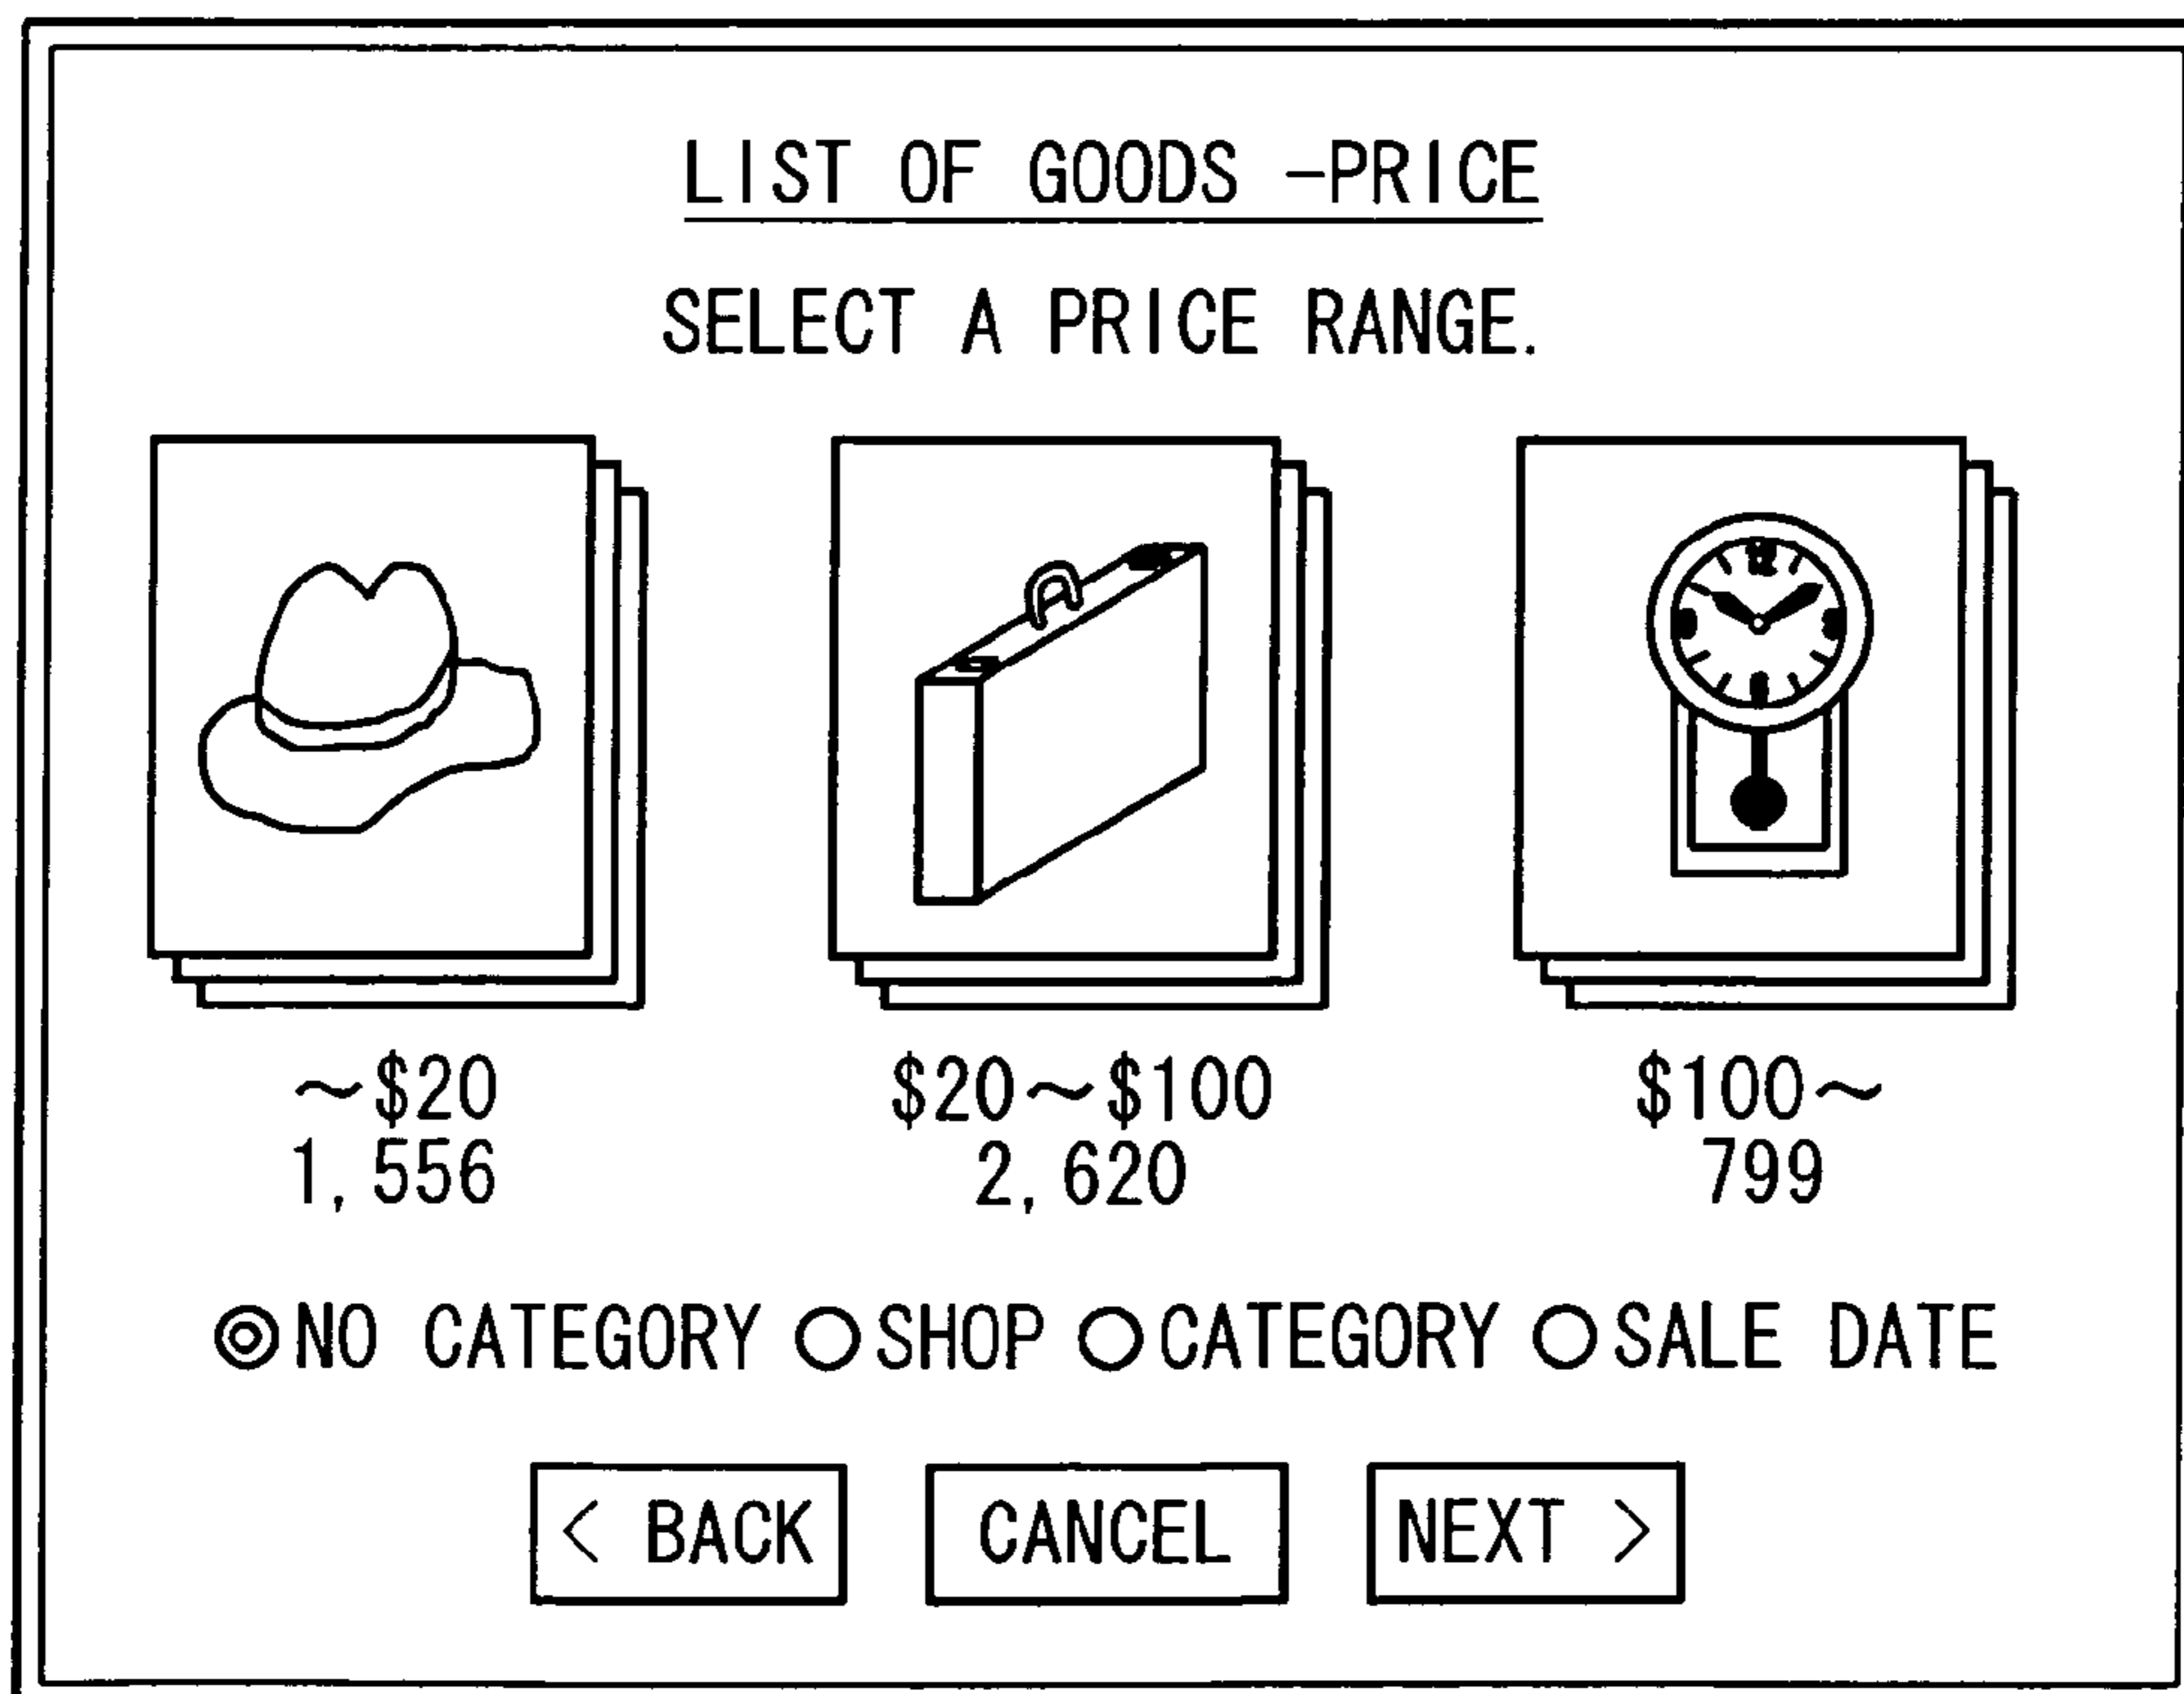 LIST OF GOODS -PRICE
SELECT A PRICE RANGE.
~$20 $20~$100 $100~
1,556 2,620 799
◎NO CATEGORY ○SHOP ○CATEGORY ○SALE DATE
< BACK CANCEL NEXT >